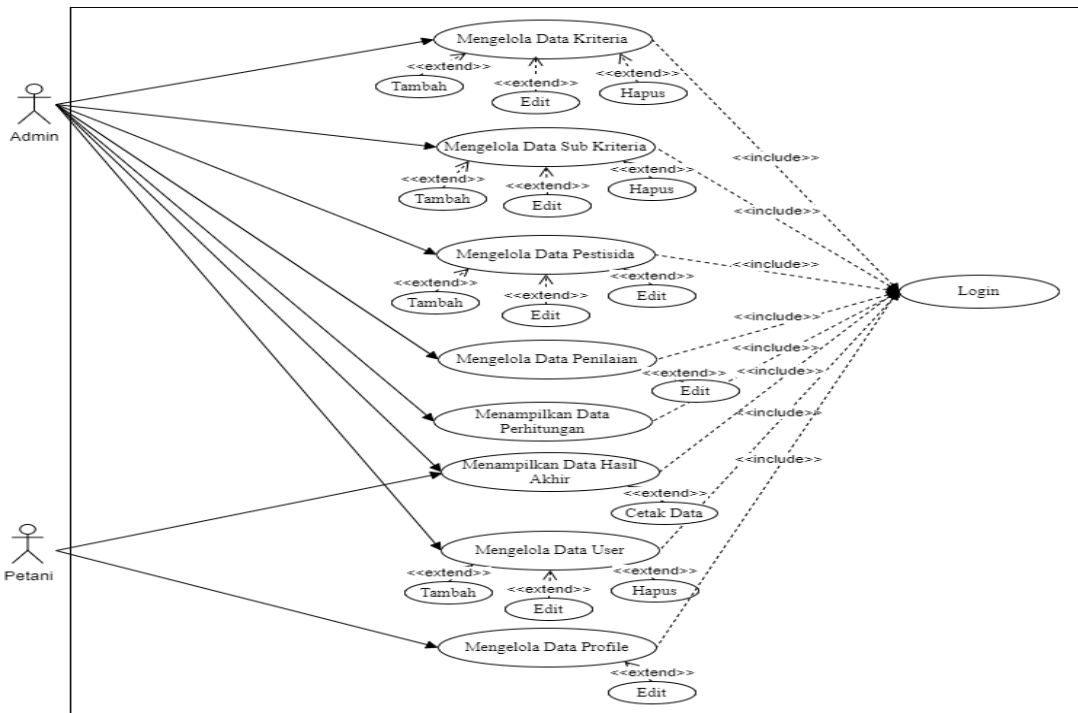 Mengelola Data Kriteria
<<extend>>
<<extend>>
<<extend>>
Tambah
Edit
Hapus
Admin
Mengelola Data Sub Kriteria
<<include>>
<<extend>>
<<extend>>
<<extend>>
Tambah
Edit
Hapus
<<include>>
Mengelola Data Pestisida
<<include>>
<<extend>>
<<extend>>
<<extend>>
Tambah
Edit
Edit
Login
<<include>>
Mengelola Data Penilaian
<<include>>
<<extend>>
Edit
<<include>>
Menampilkan Data
Perhitungan
<<include>>
Menampilkan Data Hasil
Akhir
<<include>>
<<extend>>
Cetak Data
Petani
Mengelola Data User
<<extend>>
<<extend>>
<<extend>>
Tambah
Edit
Hapus
Mengelola Data Profile
<<extend>>
Edit